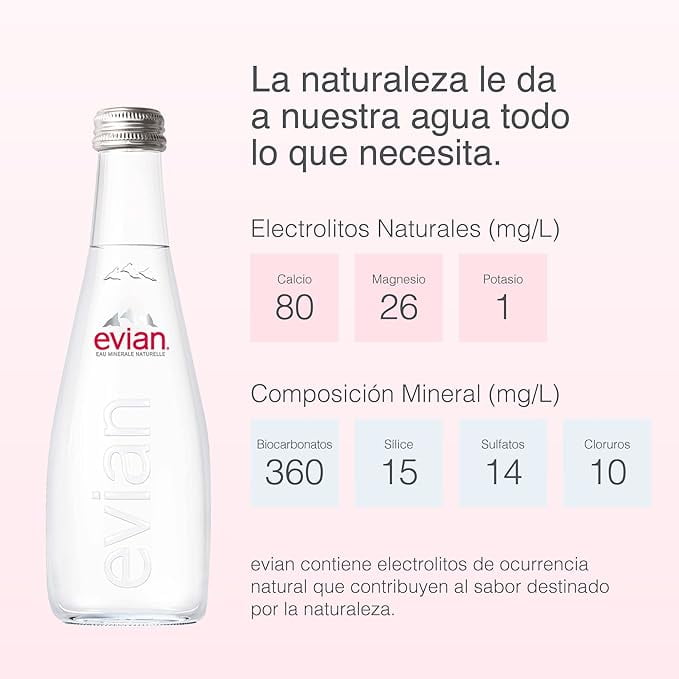 La naturaleza le da
a nuestra agua todo
lo que necesita.
Electrolitos Naturales (mg/L)
Calcio
80
Magnesio
26
Potasio
1
Composición Mineral (mg/L)
Biocarbonatos
360
Sílice
15
Sulfatos
14
Cloruros
10
evian contiene electrolitos de ocurrencia
natural que contribuyen al sabor destinado
por la naturaleza.
evian.
EAU MINERALE NATURELLE
evian